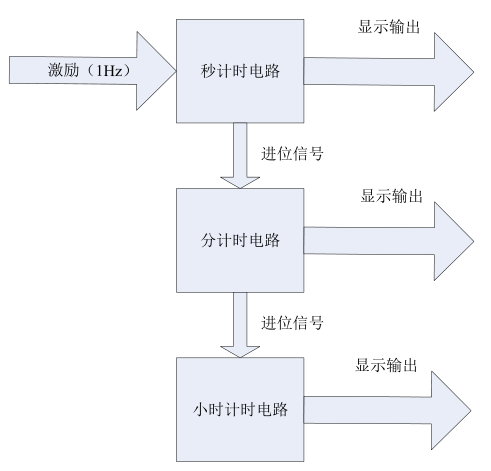 显示输出
激励（1Hz）
秒计时电路
进位信号
显示输出
分计时电路
进位信号
显示输出
小时计时电路